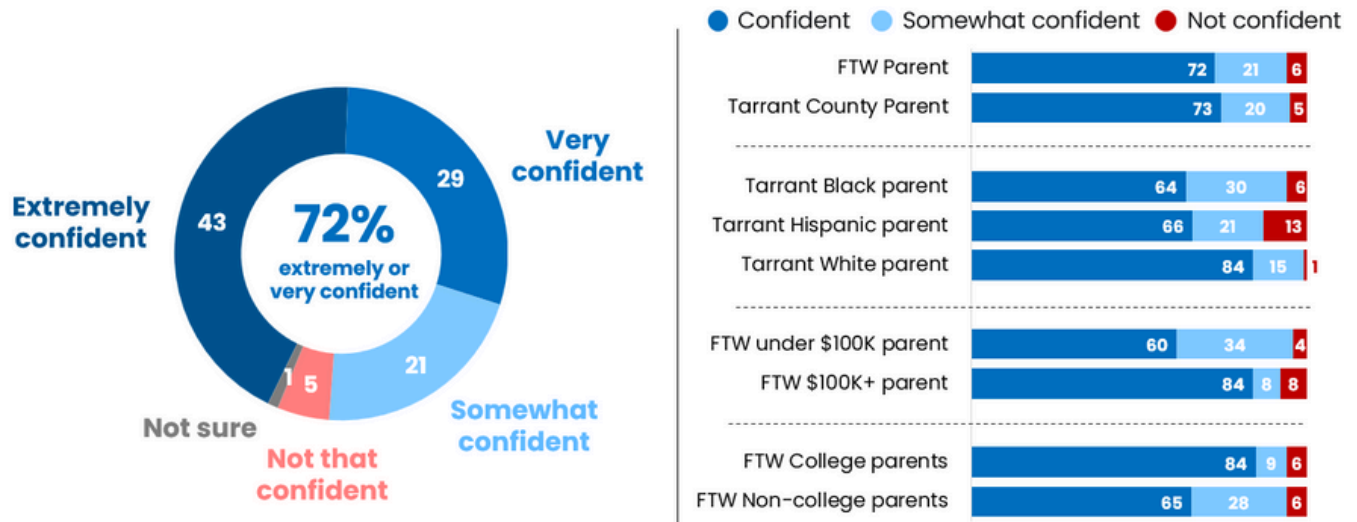 Very
confident
29
Extremely
confident
43
72%
extremely or
very confident
21
Somewhat
confident
1
5
Not sure
Not that
confident
Confident Somewhat confident Not confident
FTW Parent 72 21 6
Tarrant County Parent 73 20 5
Tarrant Black parent 64 30 6
Tarrant Hispanic parent 66 21 13
Tarrant White parent 84 15 1
FTW under $100K parent 60 34 4
FTW $100K+ parent 84 8 8
FTW College parents 84 9 6
FTW Non-college parents 65 28 6